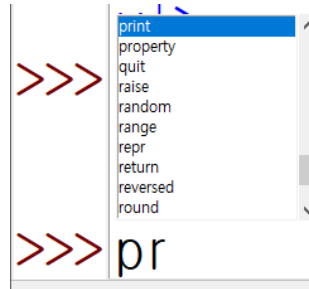 print
property
>>> quit
raise
random
range
repr
return
reversed
round
>>> pr